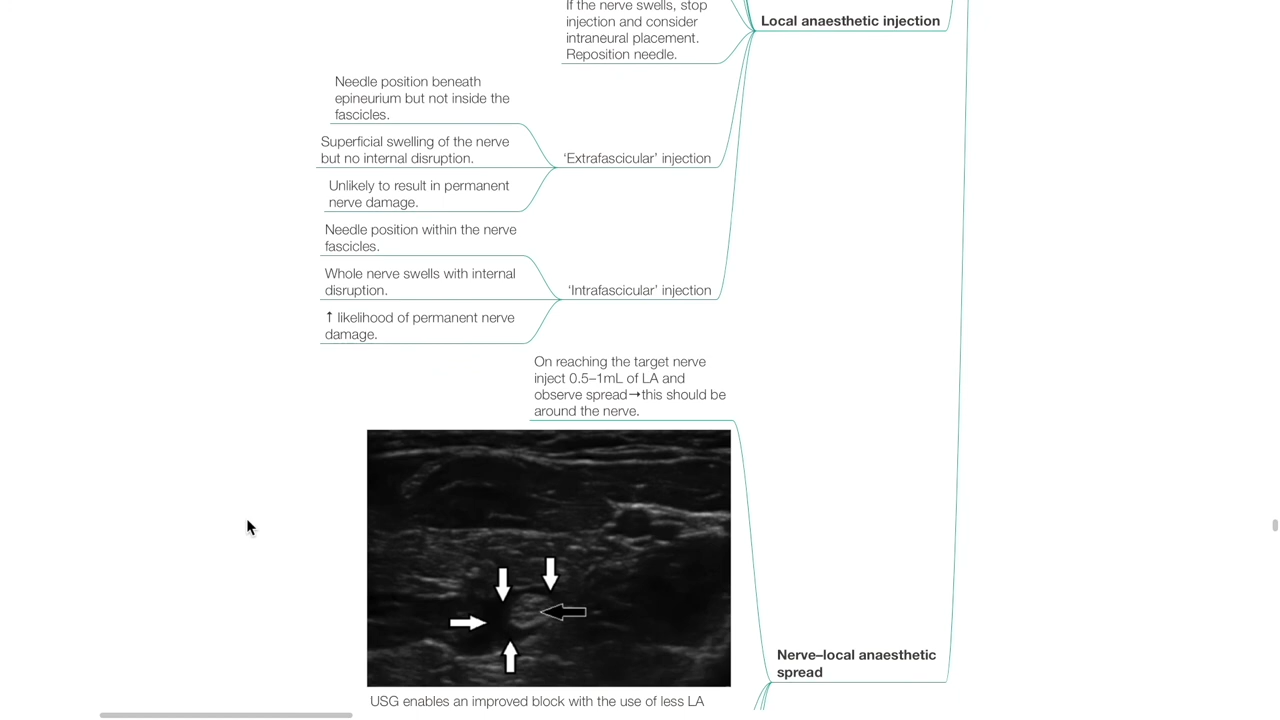 If the nerve swells, stop
injection and consider
intraneural placement.
Reposition needle.
Local anaesthetic injection
Needle position beneath
epineurium but not inside the
fascicles.
Superficial swelling of the nerve
but no internal disruption.
Unlikely to result in permanent
nerve damage.
‘Extrafascicular’ injection
Needle position within the nerve
fascicles.
Whole nerve swells with internal
disruption.
↑ likelihood of permanent nerve
damage.
‘Intrafascicular’ injection
On reaching the target nerve
inject 0.5–1mL of LA and
observe spread→this should be
around the nerve.
Nerve–local anaesthetic
spread
USG enables an improved block with the use of less LA